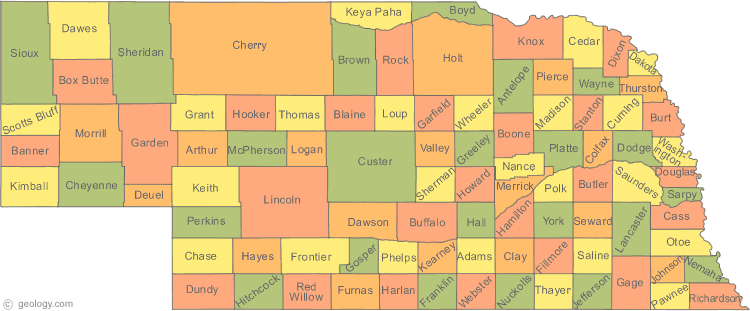 Sioux
Dawes
Sheridan
Box Butte
Cherry
Keya Paha
Boyd
Brown
Rock
Holt
Knox
Cedar
Dixon
Dakota
Antelope
Pierce
Wayne
Thurston
Scotts Bluff
Banner
Kimball
Morrill
Cheyenne
Garden
Deuel
Grant
Hooker
Thomas
Blaine
Loup
Garfield
Wheeler
Boone
Madison
Stanton
Cuming
Burt
Arthur
McPherson
Logan
Custer
Valley
Greeley
Nance
Platte
Colfax
Dodge
Wash-
ington
Douglas
Sarpy
Keith
Lincoln
Sherman
Howard
Merrick
Polk
Butler
Saunders
Perkins
Dawson
Buffalo
Hall
Hamilton
York
Seward
Lancaster
Cass
Otoe
Chase
Hayes
Frontier
Gosper
Phelps
Kearney
Adams
Clay
Fillmore
Saline
Gage
Johnson
Nemaha
Dundy
Hitchcock
Red
Willow
Furnas
Harlan
Franklin
Webster
Nuckolls
Thayer
Jefferson
Pawnee
Richardson
© geology.com